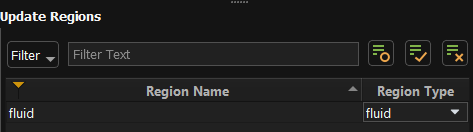 Update Regions
Filter Filter Text
Region Name Region Type
fluid fluid